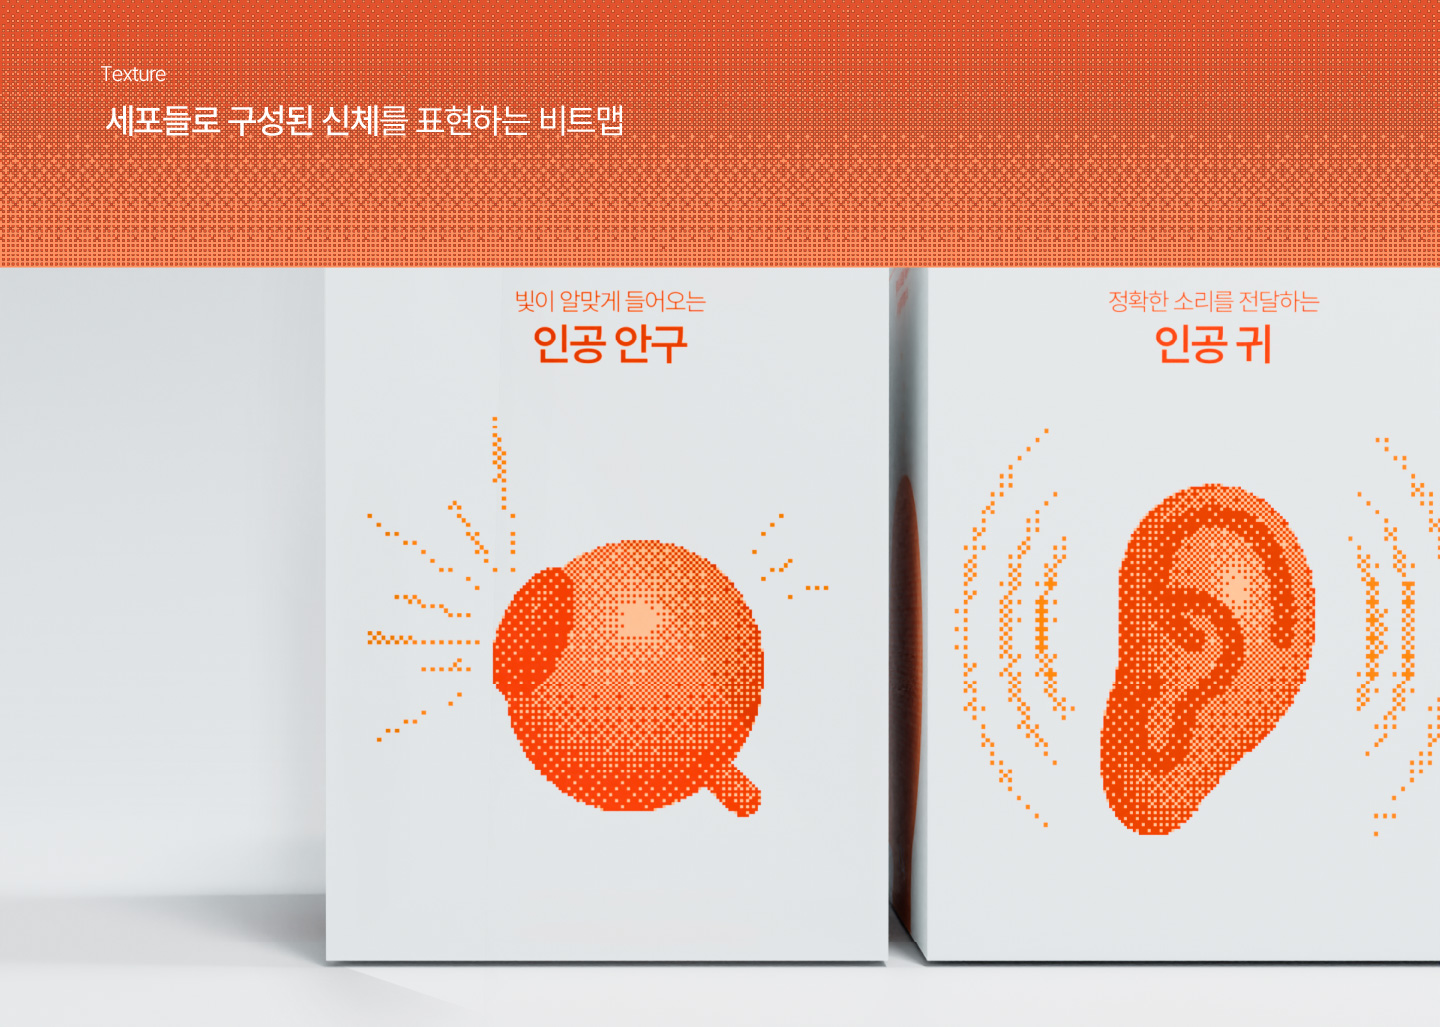 Texture
세포들로 구성된 신체를 표현하는 비트맵
빛이 알맞게 들어오는
인공 안구
정확한 소리를 전달하는
인공 귀